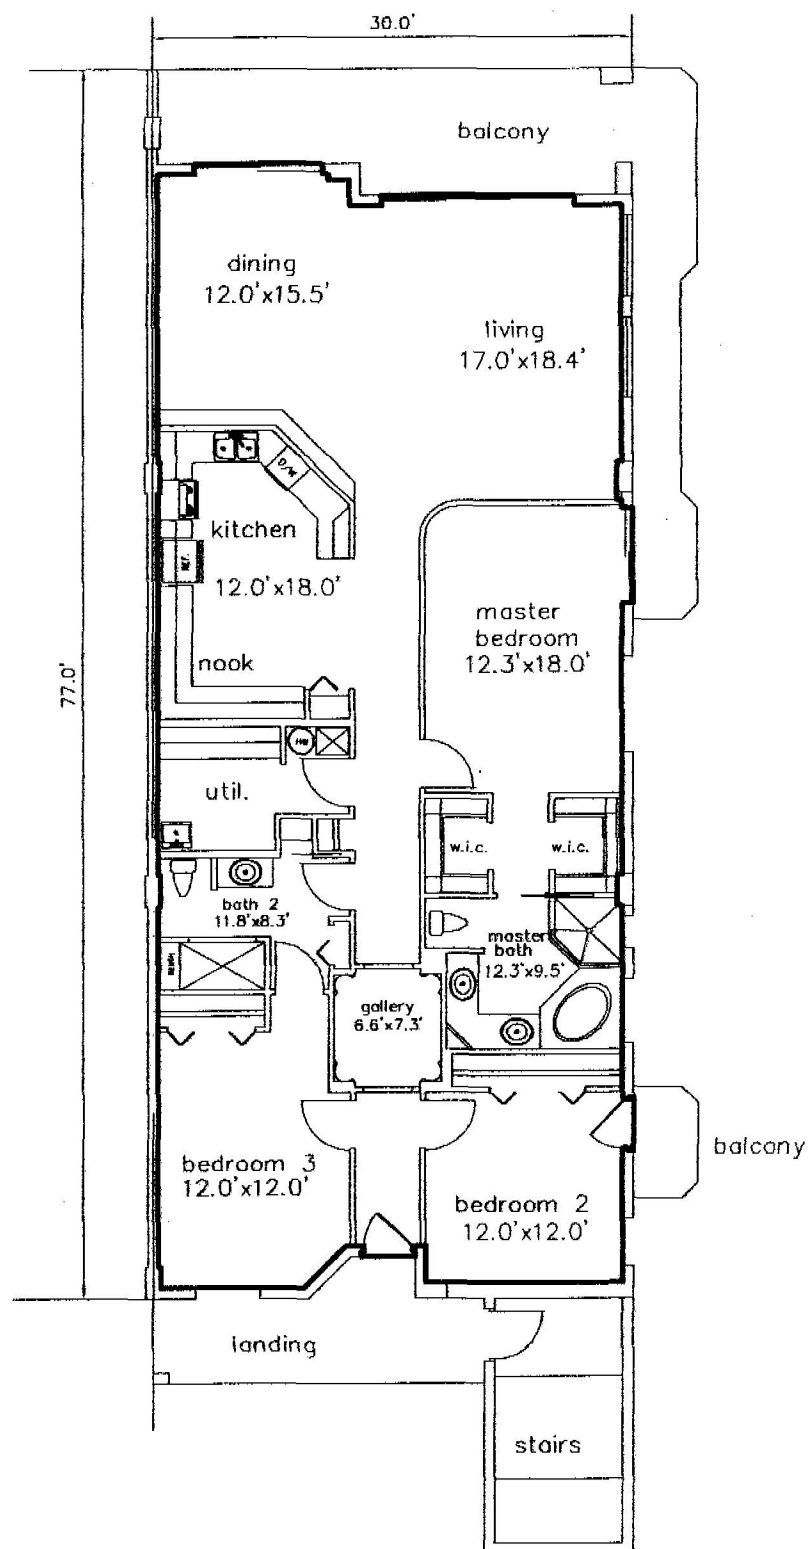 30.0'
balcony
dining
12.0'x15.5'
living
17.0'x18.4'
D/W
kitchen
REF.
12.0'x18.0'
master
bedroom
12.3'x18.0'
nook
77.0'
util.
w.i.c.
w.i.c.
bath 2
11.8'x8.3'
master
bath
12.3'x9.5'
gallery
6.6'x7.3'
balcony
bedroom 3
12.0'x12.0'
bedroom 2
12.0'x12.0'
landing
stairs